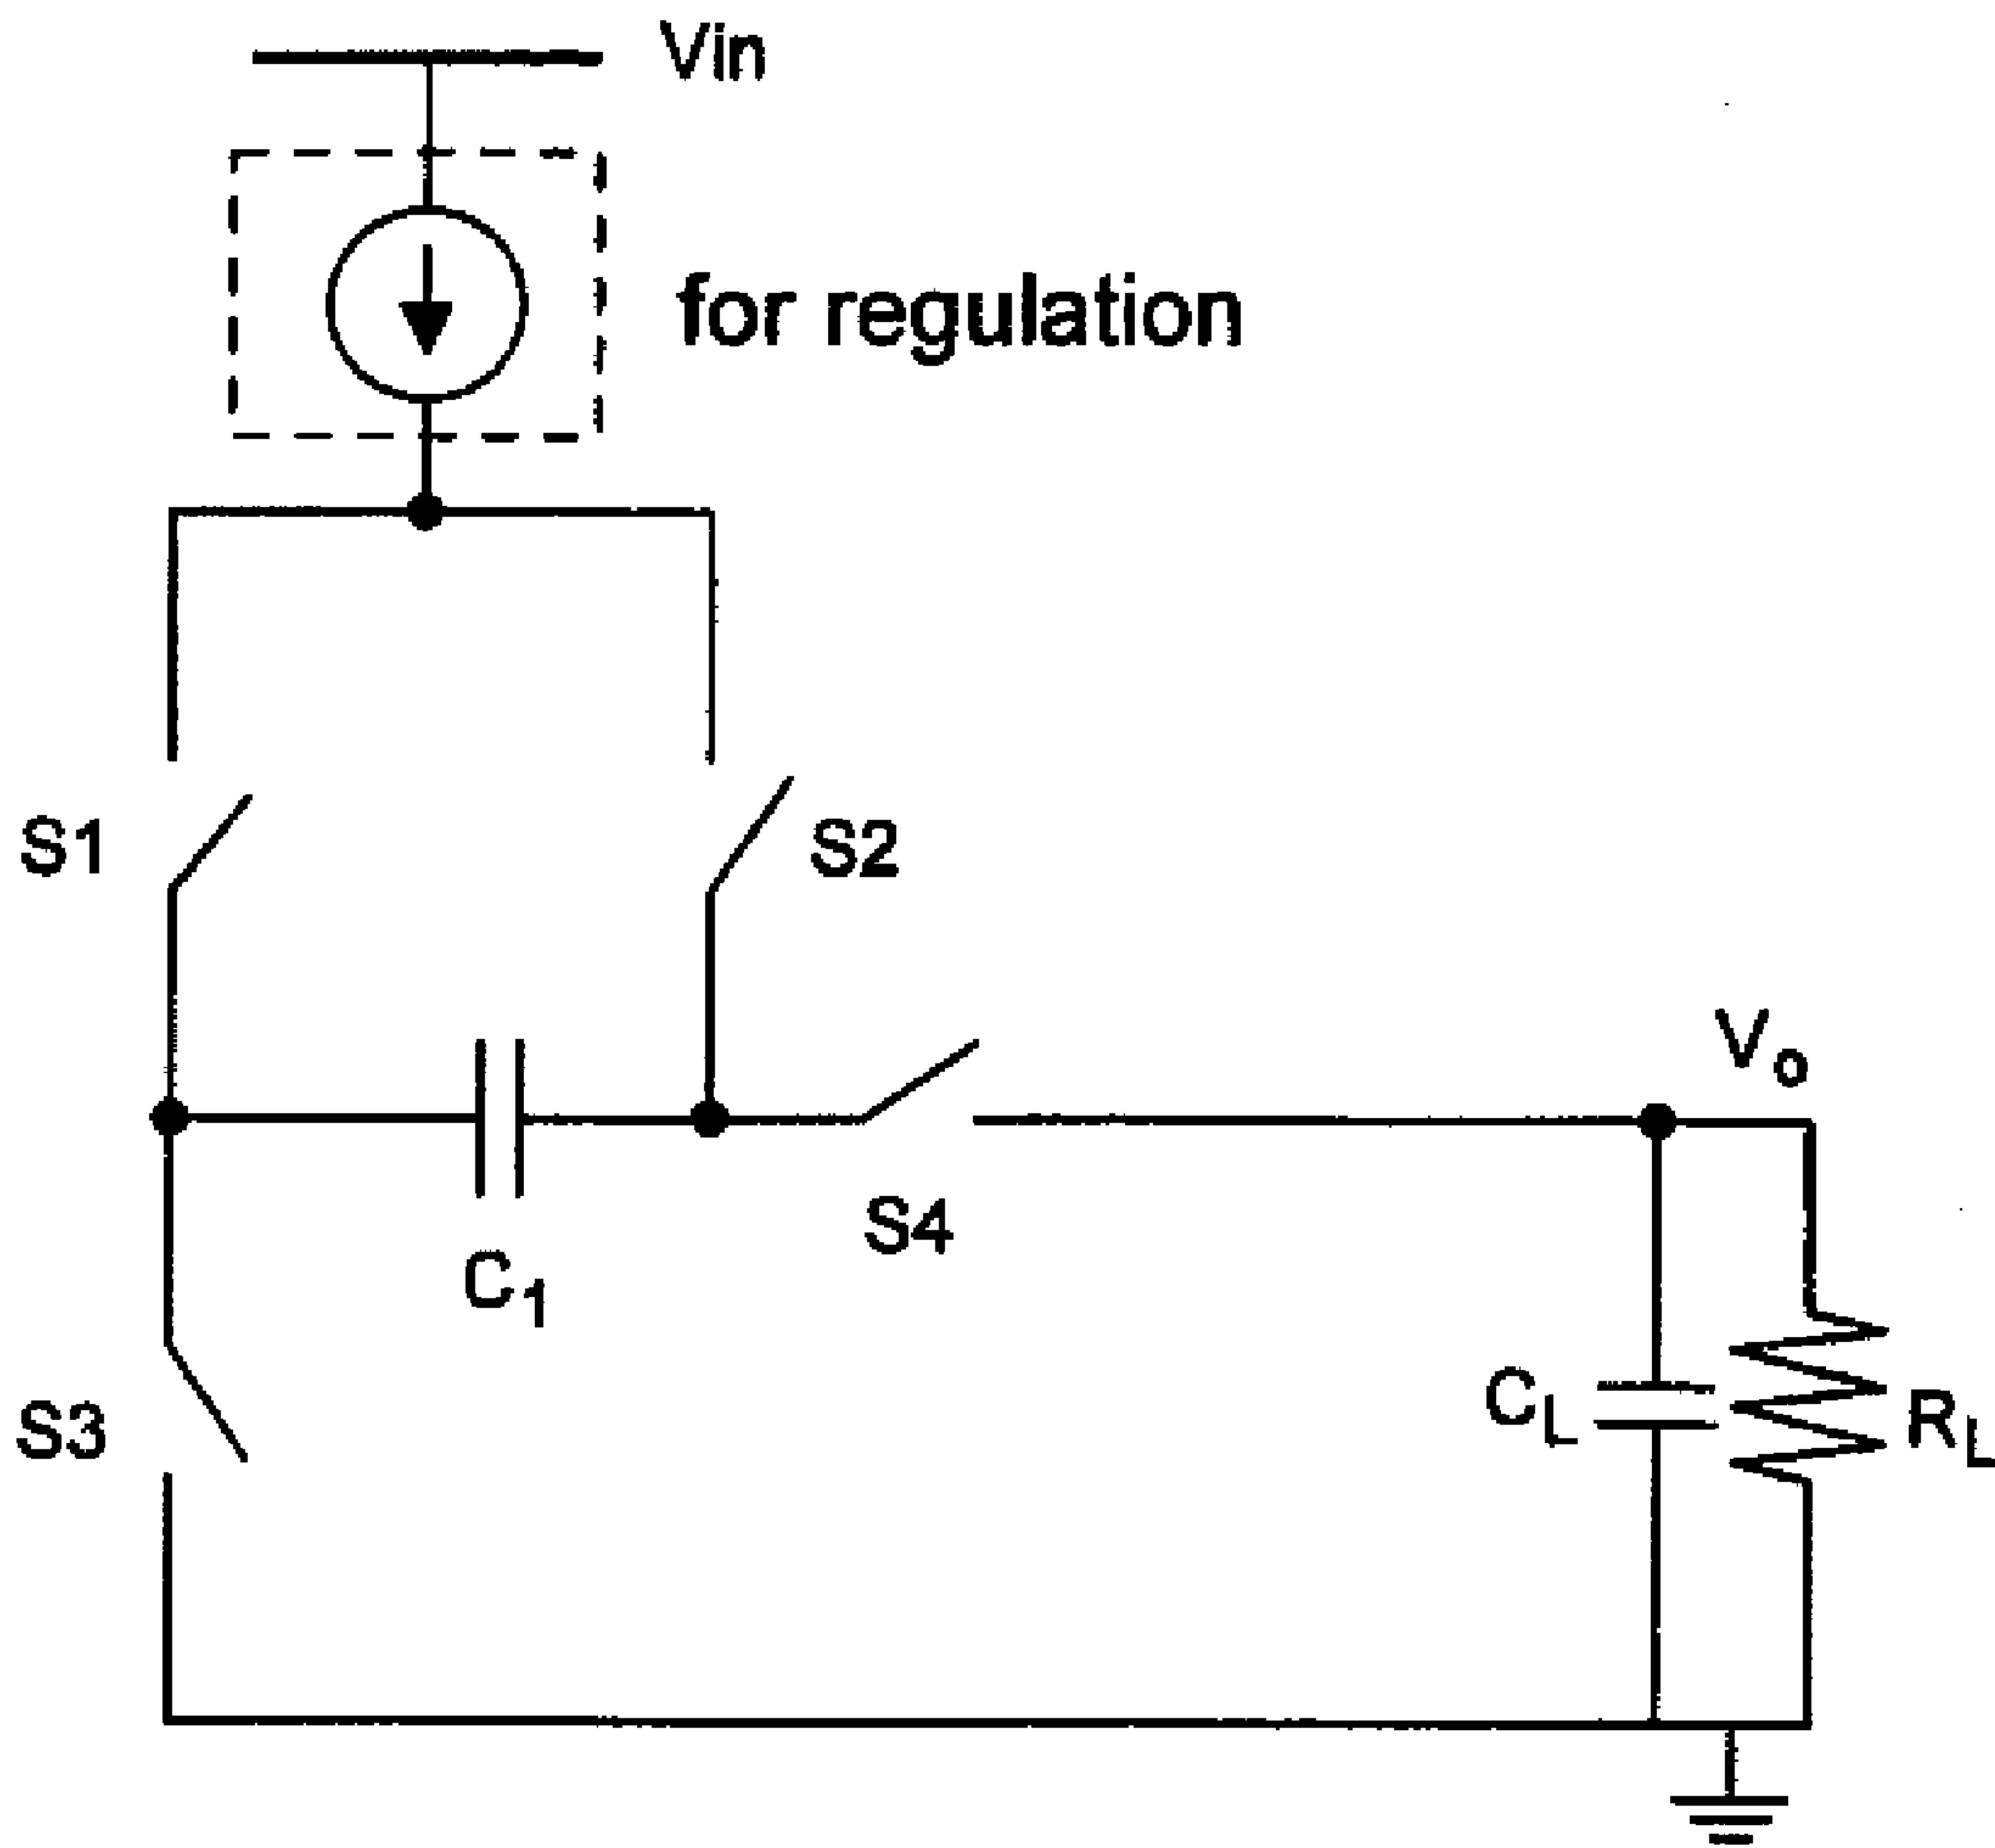 Vin
for regulation
S1
S2
Vo
S4
C1
CL
RL
S3